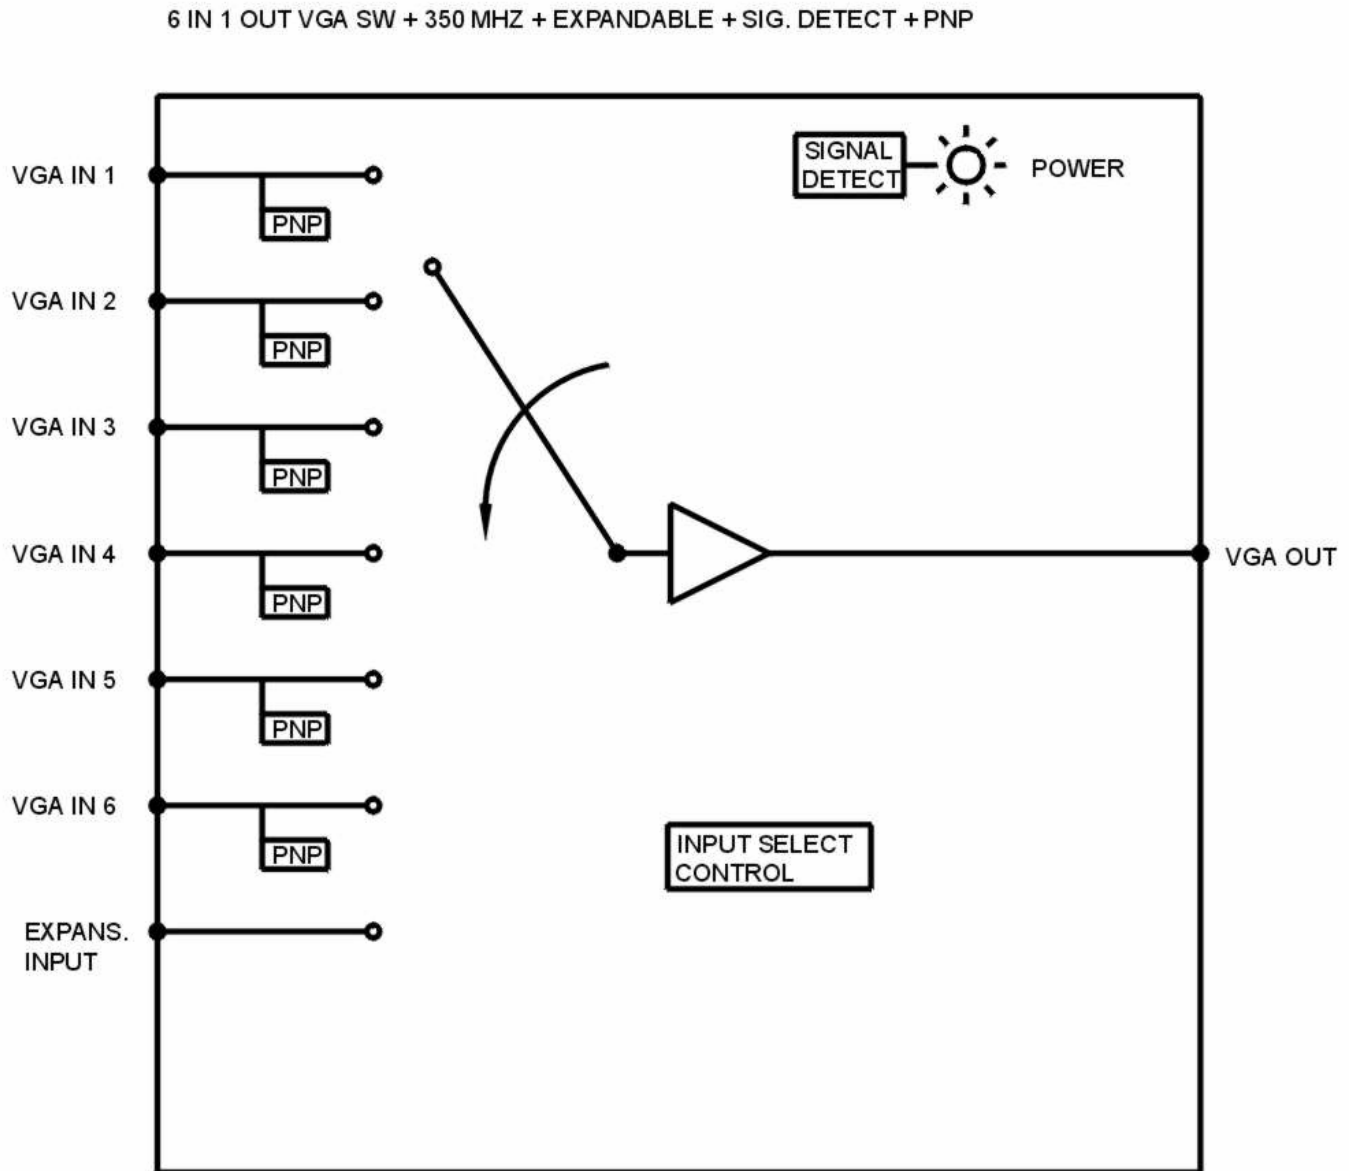 6 IN 1 OUT VGA SW + 350 MHZ + EXPANDABLE + SIG. DETECT + PNP
SIGNAL
DETECT
POWER
VGA IN 1
PNP
VGA IN 2
PNP
VGA IN 3
PNP
VGA IN 4
PNP
VGA OUT
VGA IN 5
PNP
VGA IN 6
PNP
INPUT SELECT
CONTROL
EXPANS.
INPUT